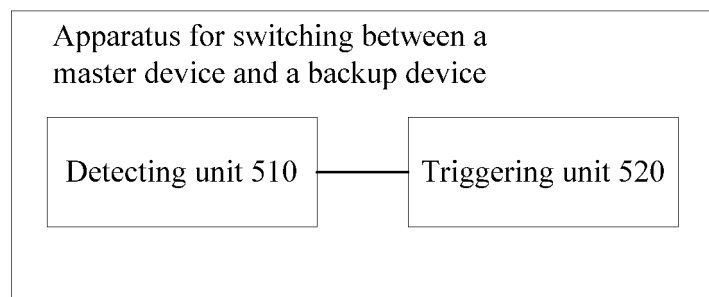 Apparatus for switching between a
master device and a backup device
Detecting unit 510
Triggering unit 520